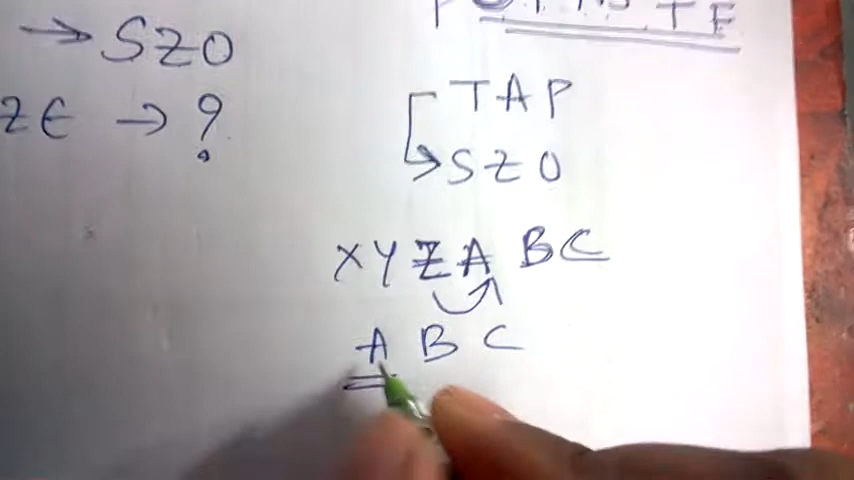 → SZO
ZE → ?
TAP
→ SZO
XYZA BC
A B C